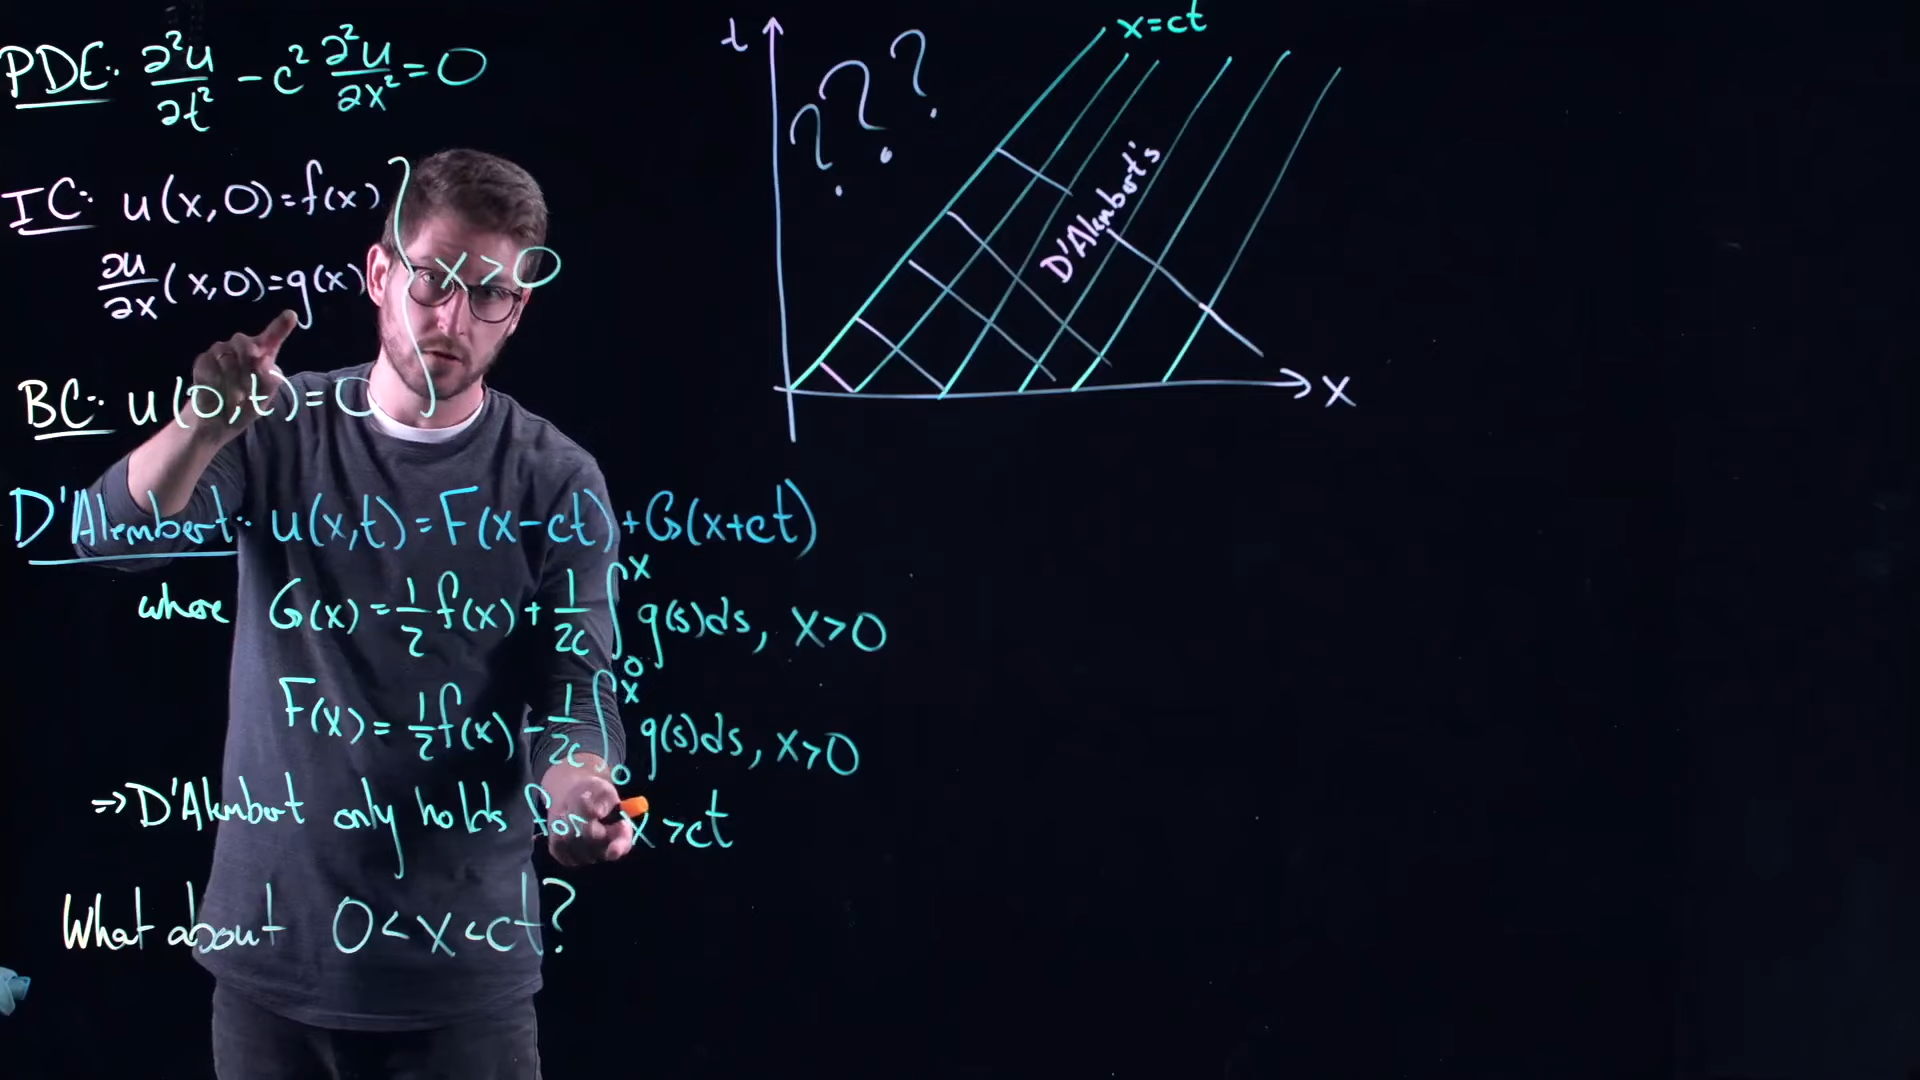 PDE: ∂²u/∂t² - c² ∂²u/∂x² = 0
IC: u(x,0)=f(x)
∂u/∂x (x,0)=g(x)
} x>0
BC: u(0,t)=0
D'Alembert: u(x,t)=F(x-ct)+G(x+ct)
where G(x)=1/2 f(x)+1/2c ∫₀ˣ g(s)ds, x>0
F(x)=1/2 f(x)-1/2c ∫₀ˣ g(s)ds, x>0
⇒ D'Alembert only holds for x>ct
What about 0<x<ct?
t
? ? ?
x=ct
D'Alembert's
x